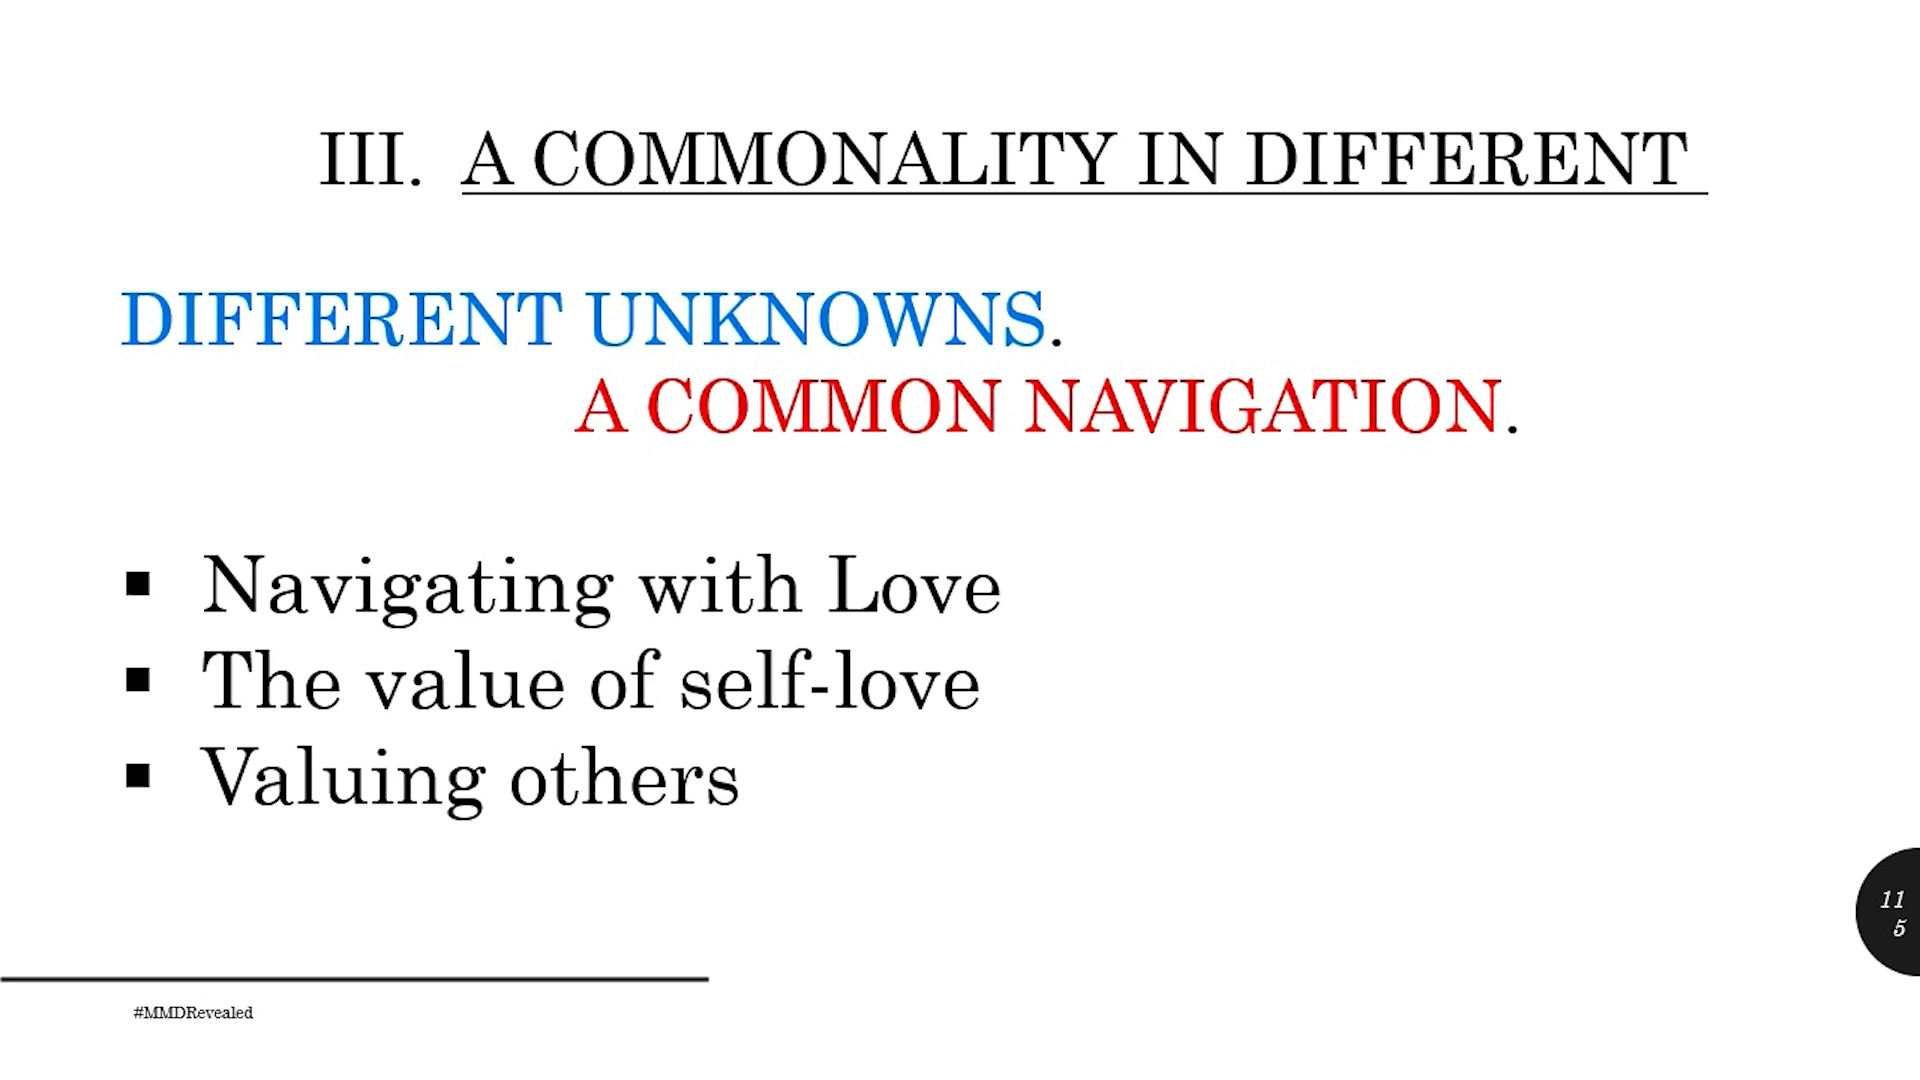 III. A COMMONALITY IN DIFFERENT
DIFFERENT UNKNOWNS.
A COMMON NAVIGATION.
▪ Navigating with Love
▪ The value of self-love
▪ Valuing others
11
5
#MMDRevealed